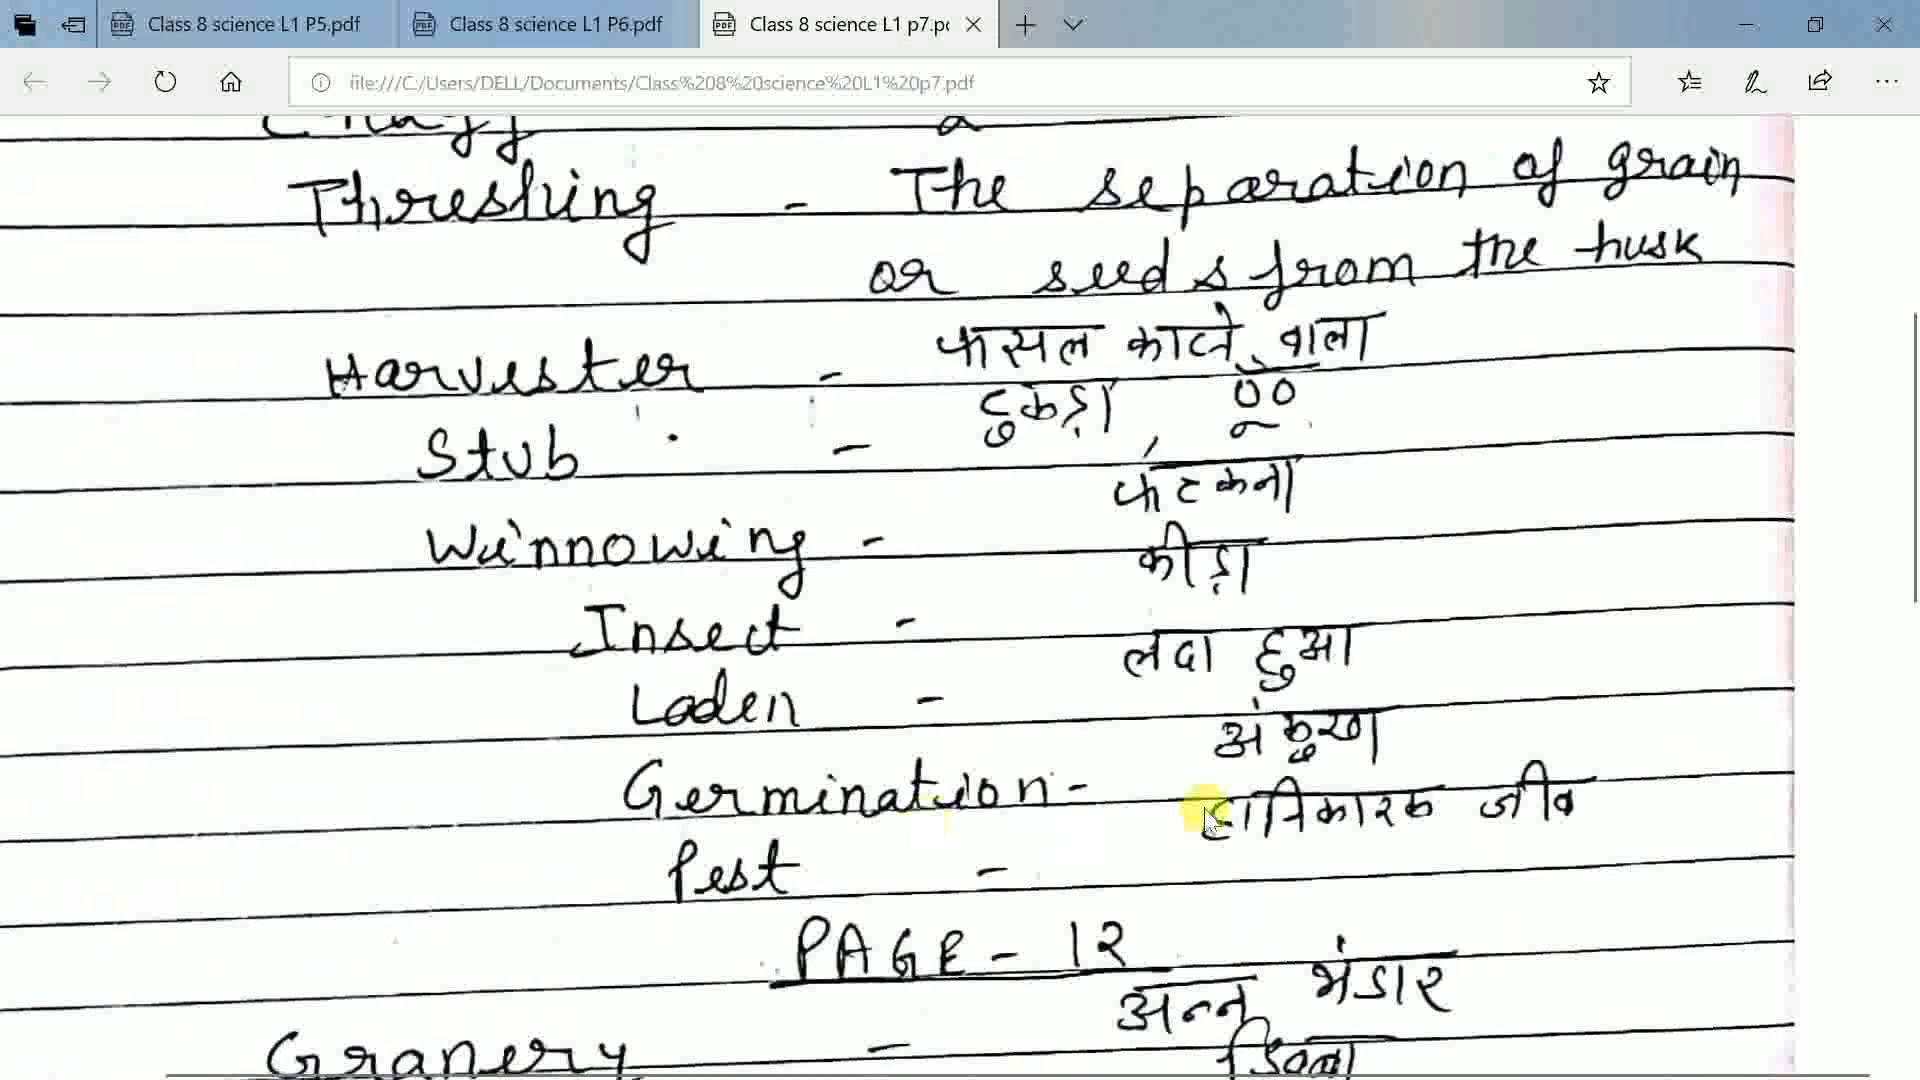 Class 8 science L1 P5.pdf
Class 8 science L1 P6.pdf
Class 8 science L1 p7.pc
file:///C:/Users/DELL/Documents/Class%208%20science%20L1%20p7.pdf
Threshing - The separation of grain
or seeds from the husk
Harvester - फसल काटने वाला
Stub - टुकड़ा, ठूठ
Winnowing - फटकना
Insect - कीड़ा
Laden - लदा हुआ
Germination - अंकुरण
Pest - हानिकारक जीव
PAGE - 12
Granery - अन्न भंडार